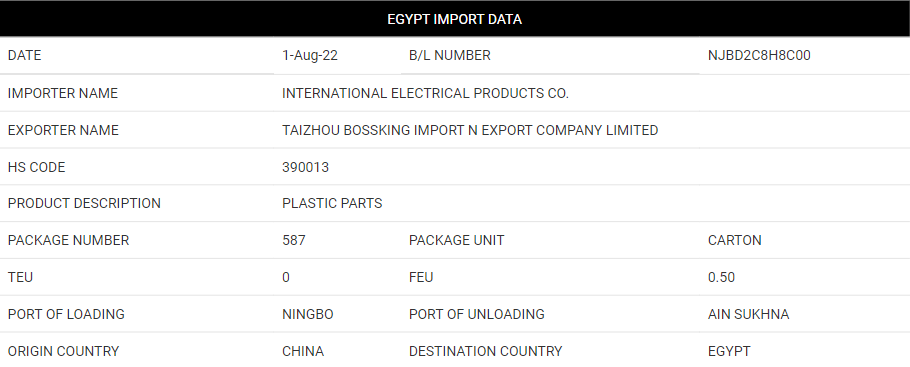 EGYPT IMPORT DATA
DATE 1-Aug-22 B/L NUMBER NJBD2C8H8C00
IMPORTER NAME INTERNATIONAL ELECTRICAL PRODUCTS CO.
EXPORTER NAME TAIZHOU BOSSKING IMPORT N EXPORT COMPANY LIMITED
HS CODE 390013
PRODUCT DESCRIPTION PLASTIC PARTS
PACKAGE NUMBER 587 PACKAGE UNIT CARTON
TEU 0 FEU 0.50
PORT OF LOADING NINGBO PORT OF UNLOADING AIN SUKHNA
ORIGIN COUNTRY CHINA DESTINATION COUNTRY EGYPT